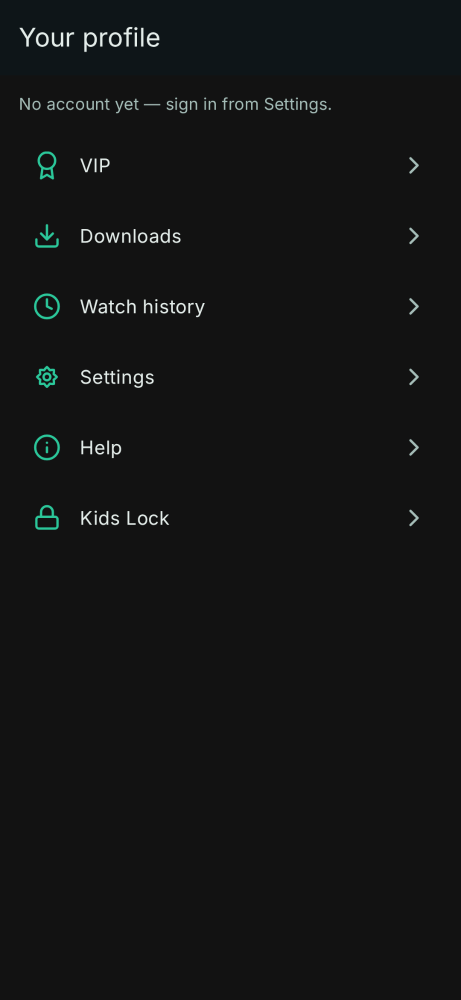 Your profile
No account yet — sign in from Settings.
VIP
Downloads
Watch history
Settings
Help
Kids Lock